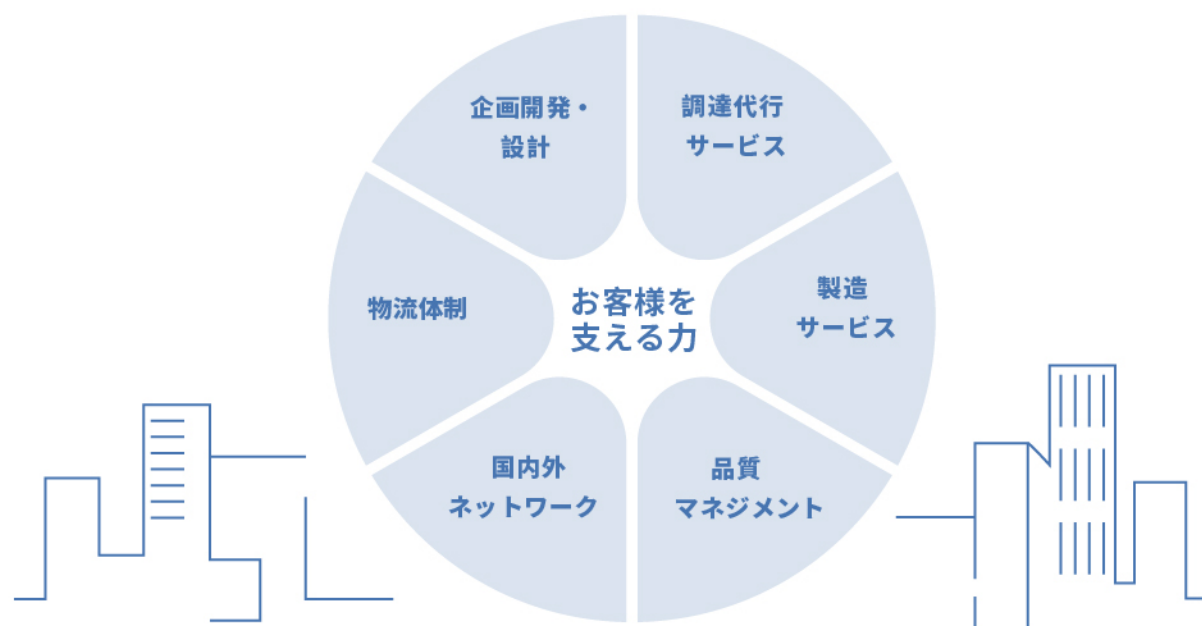 企画開発・
設計
調達代行
サービス
物流体制
お客様を
支える力
製造
サービス
国内外
ネットワーク
品質
マネジメント